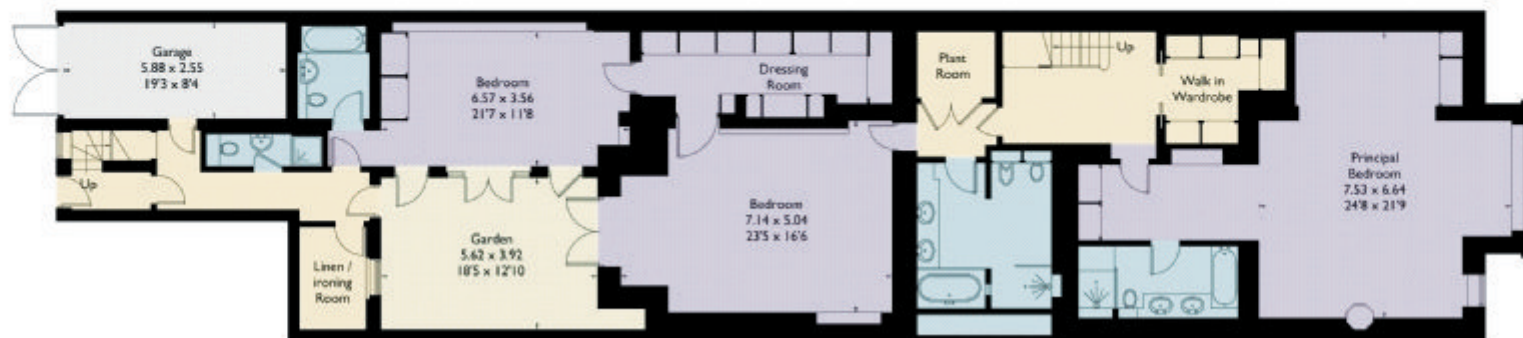 Garage
5.88 x 2.55
19'3 x 8'4
Bedroom
6.57 x 3.56
21'7 x 11'8
Dressing
Room
Plant
Room
Up
Walk in
Wardrobe
Up
Linen /
ironing
Room
Garden
5.62 x 3.92
18'5 x 12'10
Bedroom
7.14 x 5.04
23'5 x 16'6
Principal
Bedroom
7.53 x 6.64
24'8 x 21'9